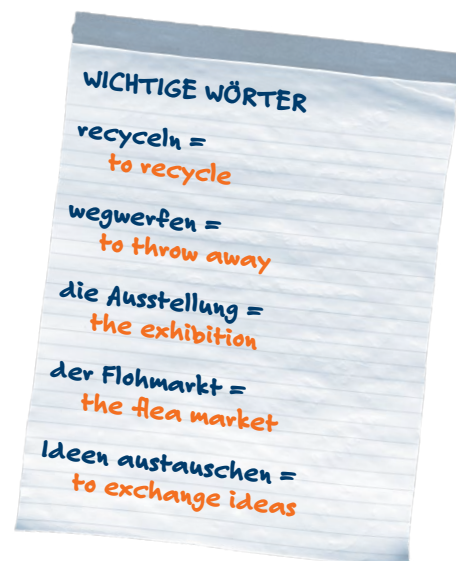 WICHTIGE WÖRTER
recyceln =
to recycle
wegwerfen =
to throw away
die Ausstellung =
the exhibition
der Flohmarkt =
the flea market
Ideen austauschen =
to exchange ideas